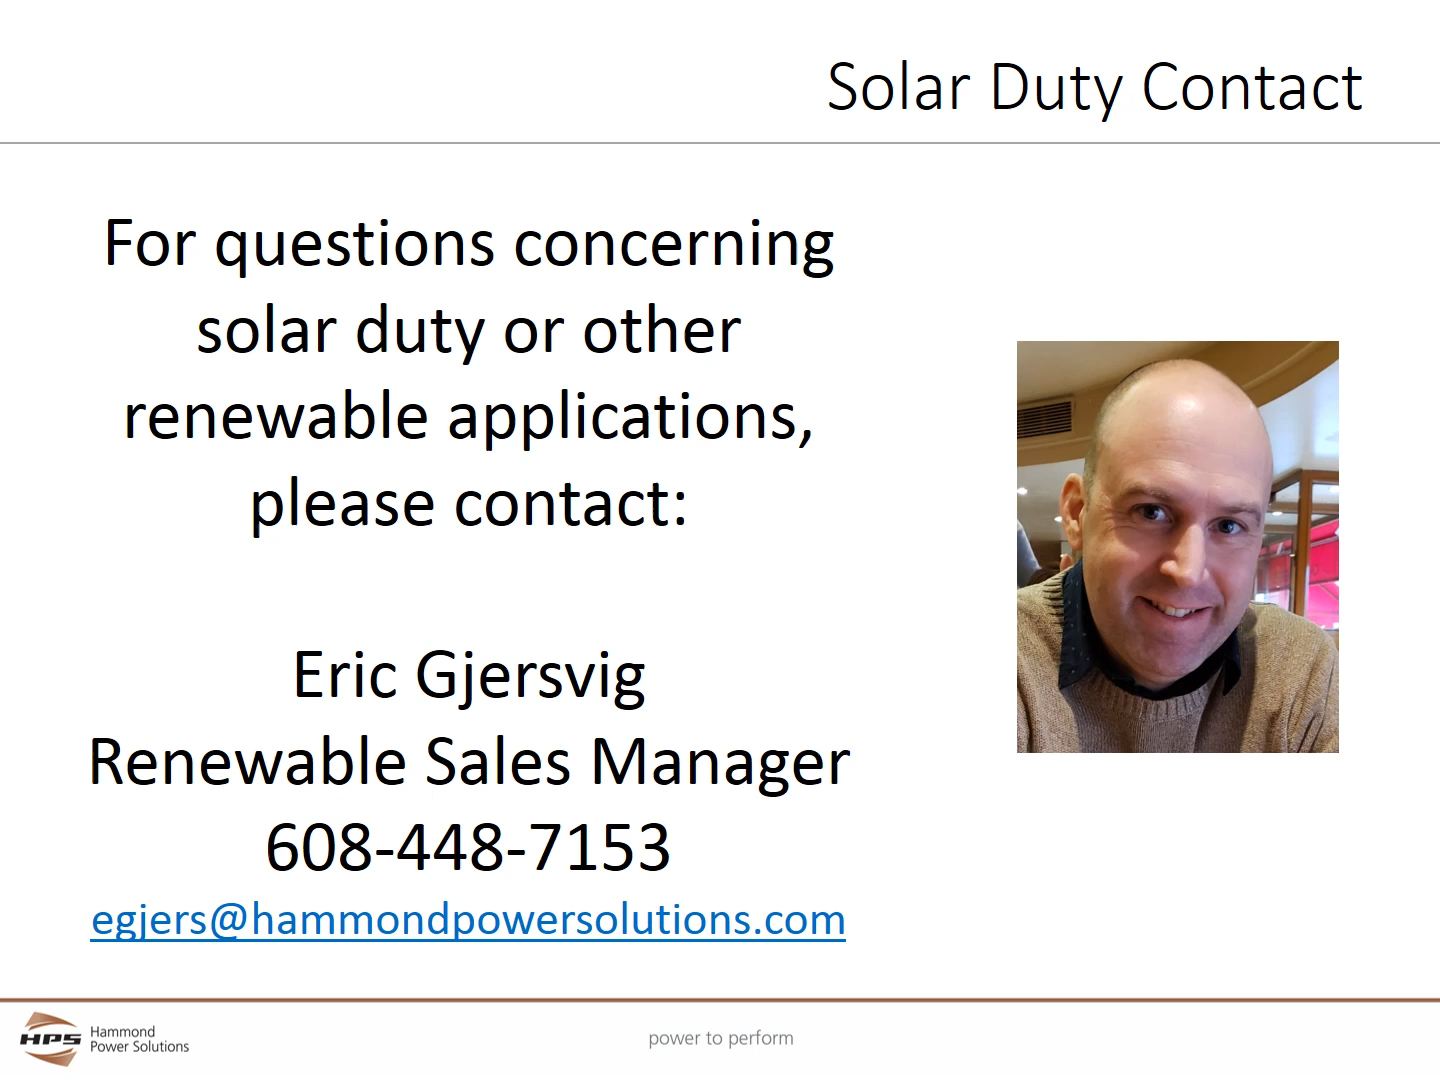 Solar Duty Contact
For questions concerning
solar duty or other
renewable applications,
please contact:
Eric Gjersvig
Renewable Sales Manager
608-448-7153
egjers@hammondpowersolutions.com
HPS
Hammond
Power Solutions
power to perform